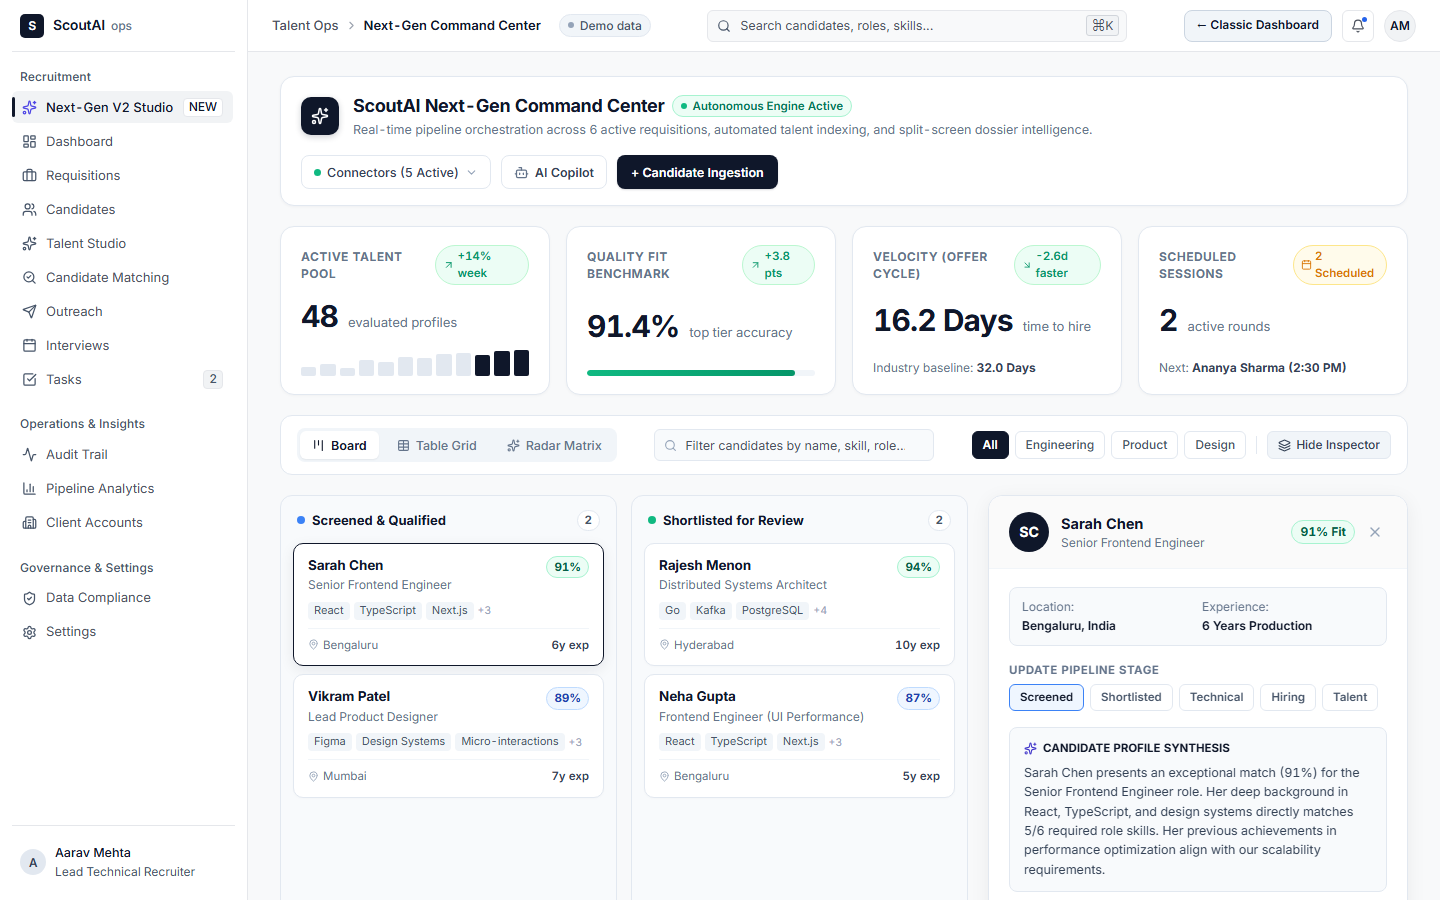 S ScoutAI ops
Recruitment
Next-Gen V2 Studio NEW
Dashboard
Requisitions
Candidates
Talent Studio
Candidate Matching
Outreach
Interviews
Tasks 2
Operations & Insights
Audit Trail
Pipeline Analytics
Client Accounts
Governance & Settings
Data Compliance
Settings
A Aarav Mehta
Lead Technical Recruiter
Talent Ops > Next-Gen Command Center Demo data
Search candidates, roles, skills... ⌘K
← Classic Dashboard
AM
ScoutAI Next-Gen Command Center Autonomous Engine Active
Real-time pipeline orchestration across 6 active requisitions, automated talent indexing, and split-screen dossier intelligence.
Connectors (5 Active) AI Copilot + Candidate Ingestion
ACTIVE TALENT POOL
+14% week
48 evaluated profiles
QUALITY FIT BENCHMARK
+3.8 pts
91.4% top tier accuracy
VELOCITY (OFFER CYCLE)
-2.6d faster
16.2 Days time to hire
Industry baseline: 32.0 Days
SCHEDULED SESSIONS
2 Scheduled
2 active rounds
Next: Ananya Sharma (2:30 PM)
Board Table Grid Radar Matrix
Filter candidates by name, skill, role...
All Engineering Product Design Hide Inspector
Screened & Qualified 2
Sarah Chen 91%
Senior Frontend Engineer
React TypeScript Next.js +3
Bengaluru 6y exp
Vikram Patel 89%
Lead Product Designer
Figma Design Systems Micro-interactions +3
Mumbai 7y exp
Shortlisted for Review 2
Rajesh Menon 94%
Distributed Systems Architect
Go Kafka PostgreSQL +4
Hyderabad 10y exp
Neha Gupta 87%
Frontend Engineer (UI Performance)
React TypeScript Next.js +3
Bengaluru 5y exp
SC Sarah Chen 91% Fit
Senior Frontend Engineer
Location: Experience:
Bengaluru, India 6 Years Production
UPDATE PIPELINE STAGE
Screened Shortlisted Technical Hiring Talent
CANDIDATE PROFILE SYNTHESIS
Sarah Chen presents an exceptional match (91%) for the
Senior Frontend Engineer role. Her deep background in
React, TypeScript, and design systems directly matches
5/6 required role skills. Her previous achievements in
performance optimization align with our scalability
requirements.